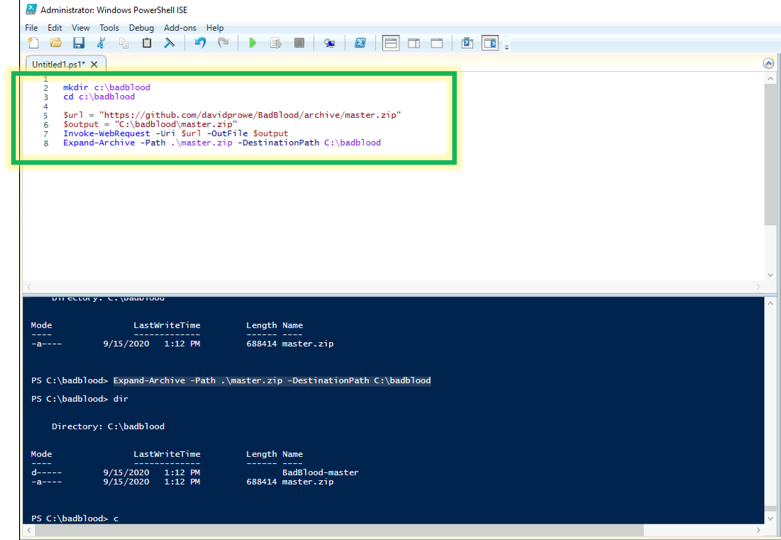 Administrator: Windows PowerShell ISE
File Edit View Tools Debug Add-ons Help
Untitled1.ps1* X
1
2 mkdir c:\badblood
3 cd c:\badblood
4
5 $url = "https://github.com/davidprowe/BadBlood/archive/master.zip"
6 $output = "C:\badblood\master.zip"
7 Invoke-WebRequest -Uri $url -OutFile $output
8 Expand-Archive -Path .\master.zip -DestinationPath C:\badblood
Directory: C:\badblood
Mode LastWriteTime Length Name
---- ------------- ------ ----
-a---- 9/15/2020 1:12 PM 688414 master.zip
PS C:\badblood> Expand-Archive -Path .\master.zip -DestinationPath C:\badblood
PS C:\badblood> dir
Directory: C:\badblood
Mode LastWriteTime Length Name
---- ------------- ------ ----
d----- 9/15/2020 1:12 PM BadBlood-master
-a---- 9/15/2020 1:12 PM 688414 master.zip
PS C:\badblood> c